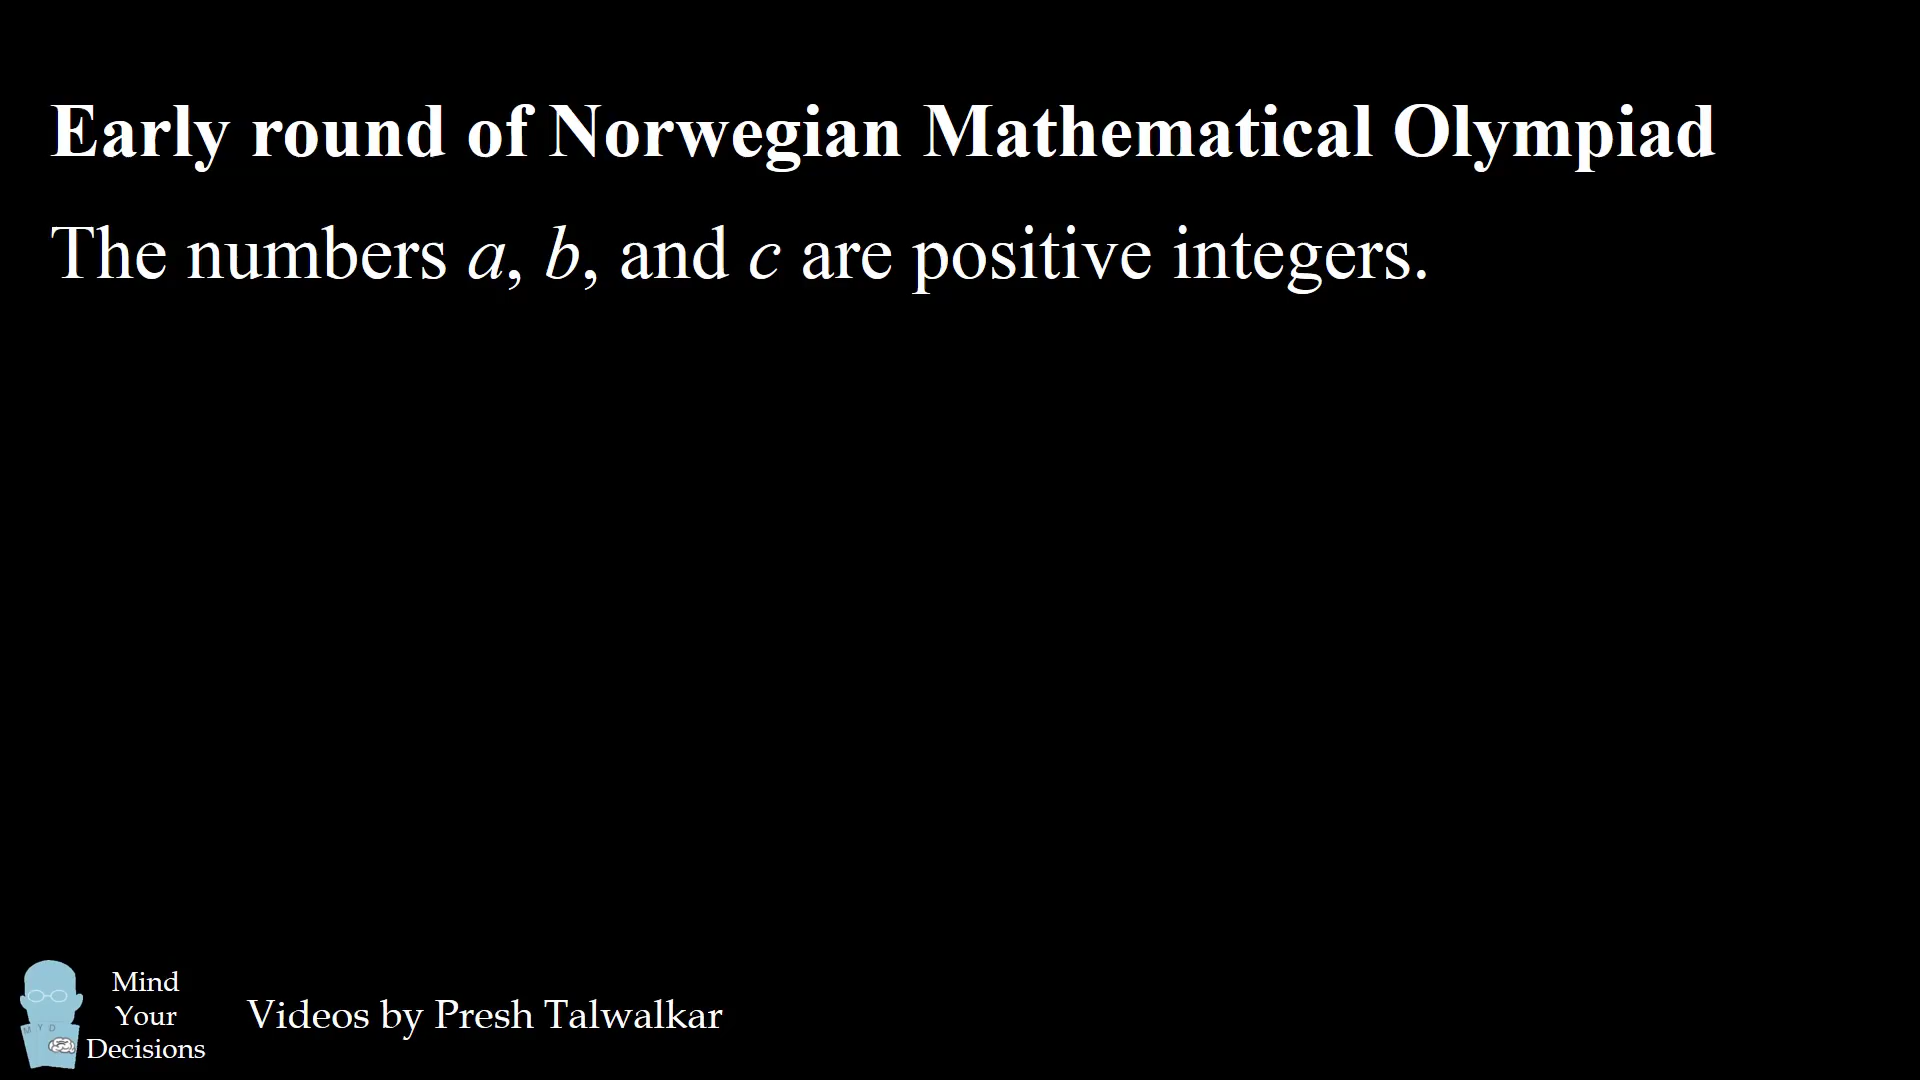 Early round of Norwegian Mathematical Olympiad
The numbers a, b, and c are positive integers.
M Y D
Mind
Your
Decisions
Videos by Presh Talwalkar